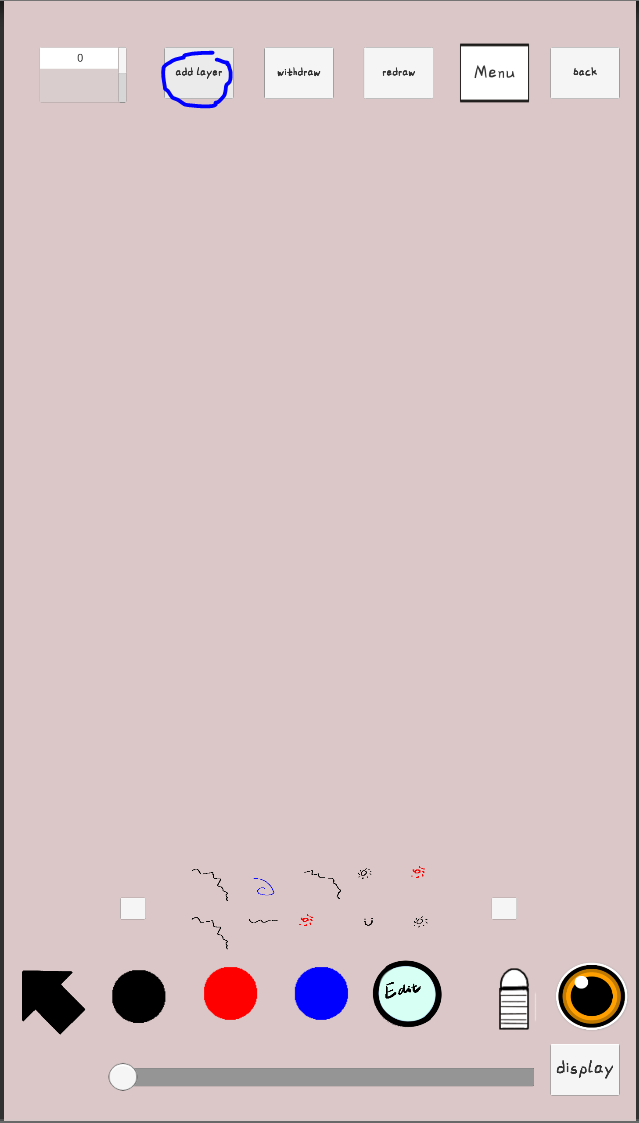 0
add layer
withdraw
redraw
Menu
back
Edit
display